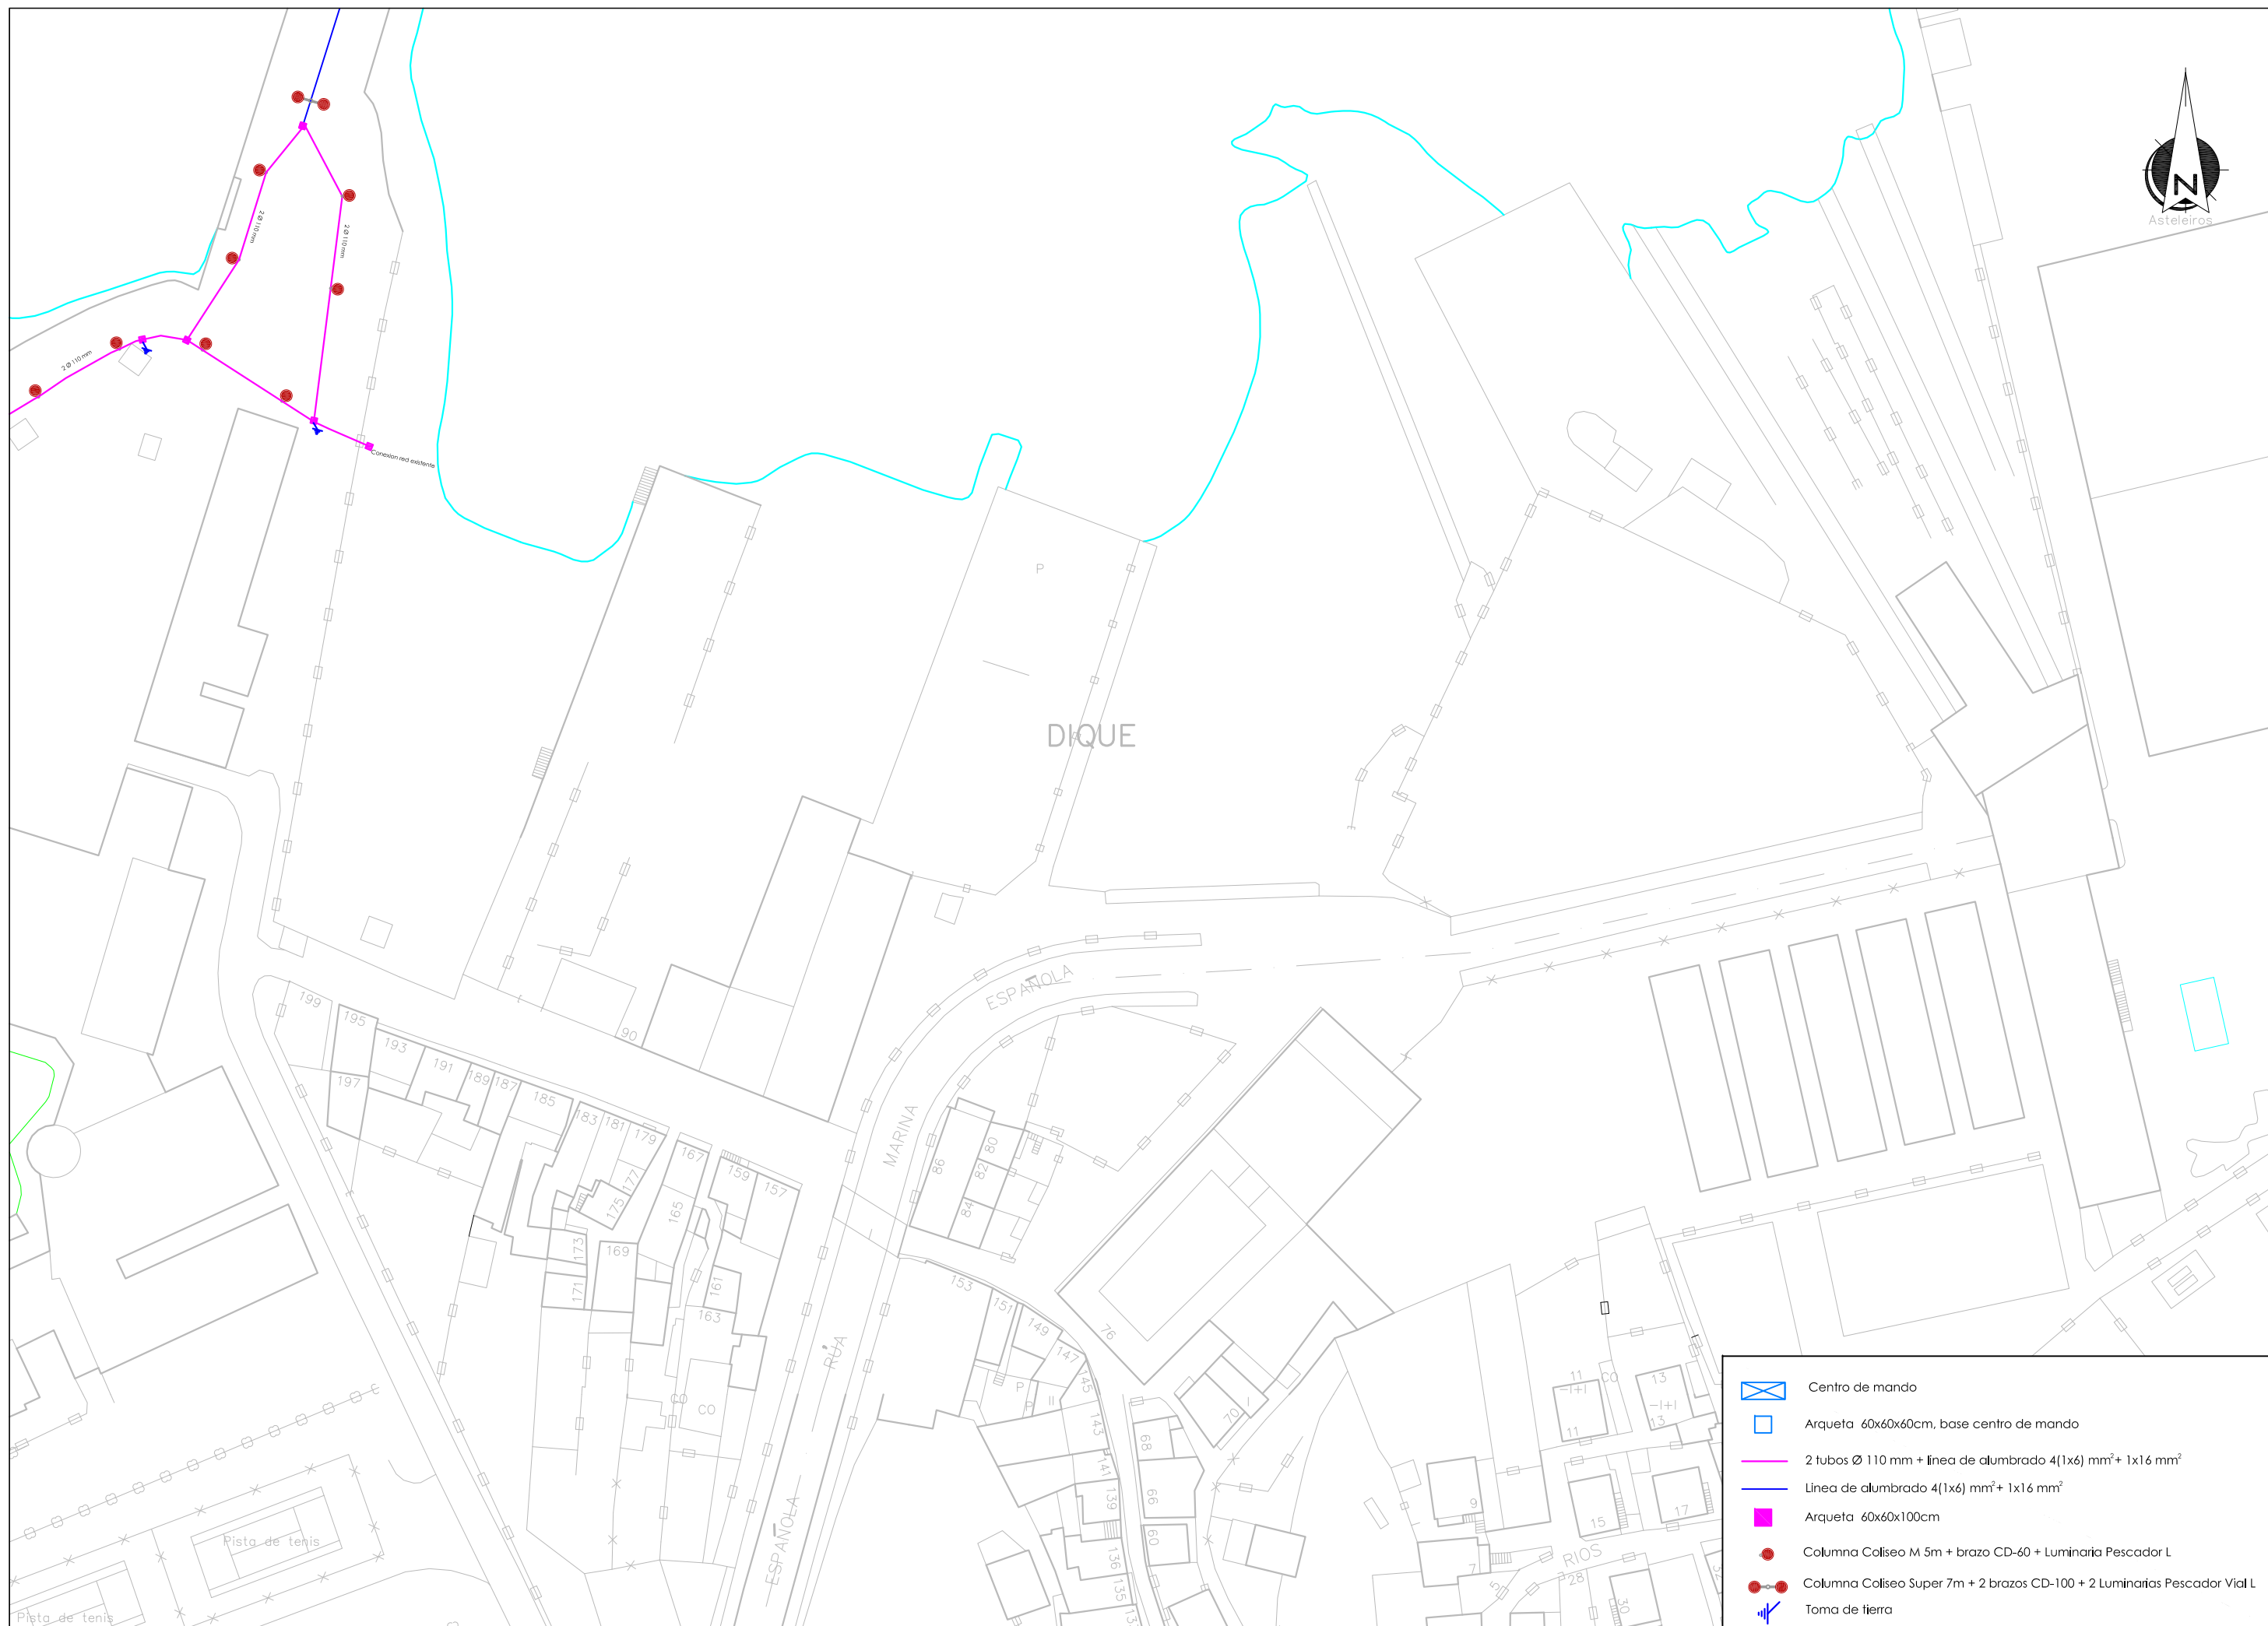 N
Asteleiros
2 Ø 110 mm
2 Ø 110 mm
2 Ø 110 mm
Conexion red existente
P
DIQUE
ESPAÑOLA
90
199
195
193
191
189
187
185
197
183
181
179
177
175
173
171
169
167
165
159
157
161
163
CO
CO
MARINA
86
80
82
84
RÚA
ESPAÑOLA
153
151
149
147
145
P
P
II
143
141
139
136
135
76
70
I
68
66
60
11
-I+I
11
CO
13
-I+I
13
9
7
15
17
RIOS
28
5
30
Pista de tenis
Pista de tenis
Centro de mando
Arqueta 60x60x60cm, base centro de mando
2 tubos Ø 110 mm + línea de alumbrado 4(1x6) mm²+ 1x16 mm²
Línea de alumbrado 4(1x6) mm²+ 1x16 mm²
Arqueta 60x60x100cm
Columna Coliseo M 5m + brazo CD-60 + Luminaria Pescador L
Columna Coliseo Super 7m + 2 brazos CD-100 + 2 Luminarias Pescador Vial L
Toma de tierra